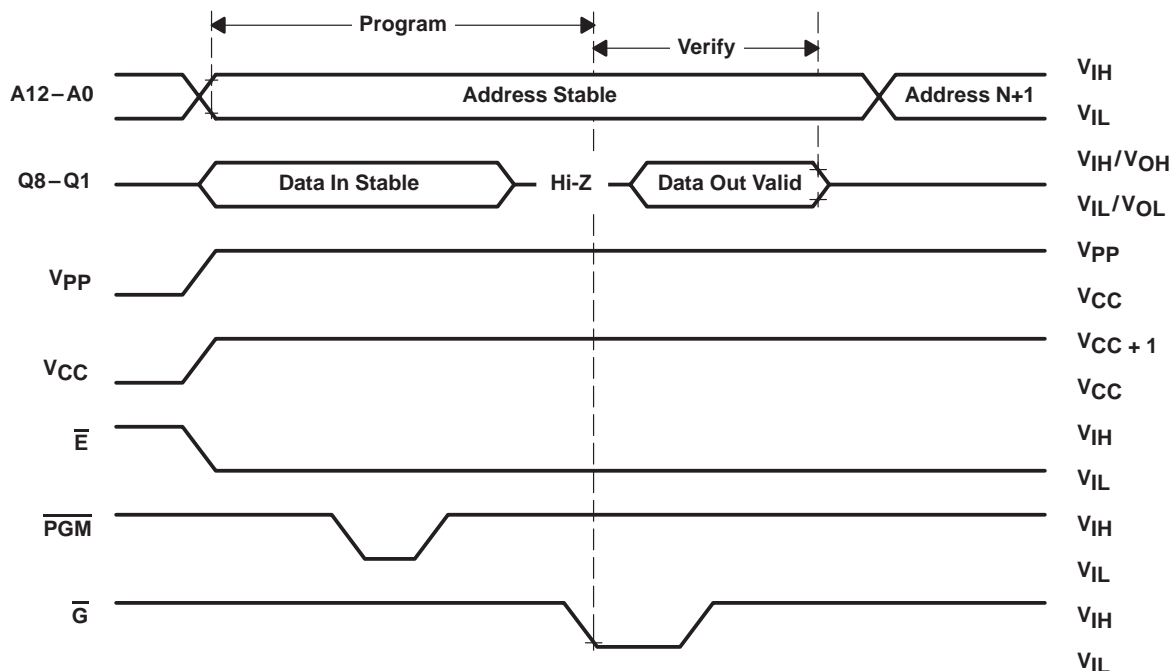 Program
Verify
A12–A0
Address Stable
Address N+1
VIH
VIL
Q8–Q1
Data In Stable
Hi-Z
Data Out Valid
VIH/VOH
VIL/VOL
VPP
VPP
VCC
VCC
VCC + 1
VCC
E
VIH
VIL
PGM
VIH
VIL
G
VIH
VIL